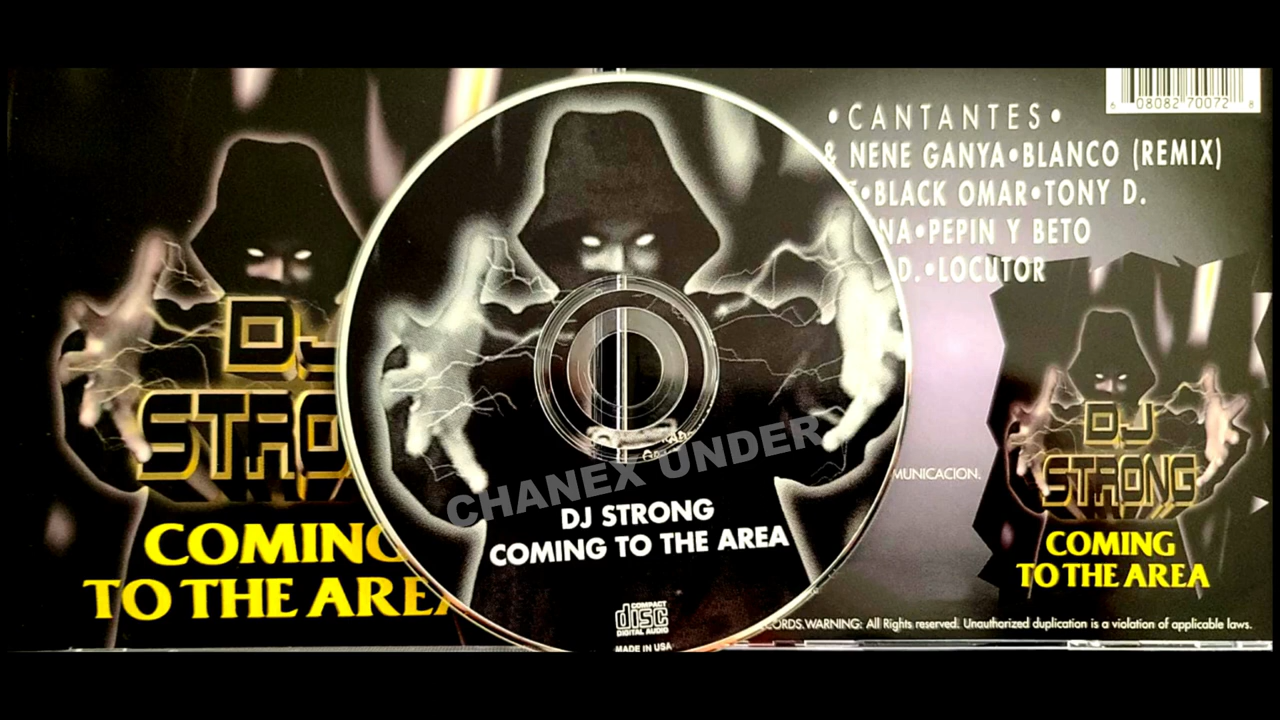 DJ
STRO
COMING
TO THE AREA
CHANEX UNDER
DJ STRONG
COMING TO THE AREA
COMPACT
disc
DIGITAL AUDIO
MADE IN USA
6 08082 70072 8
•CANTANTES•
& NENE GANYA•BLANCO (REMIX)
•BLACK OMAR•TONY D.
NA•PEPIN Y BETO
D.•LOCUTOR
MUNICACION.
DJ
STRONG
COMING
TO THE AREA
CORDS.WARNING: All Rights reserved. Unauthorized duplication is a violation of applicable laws.